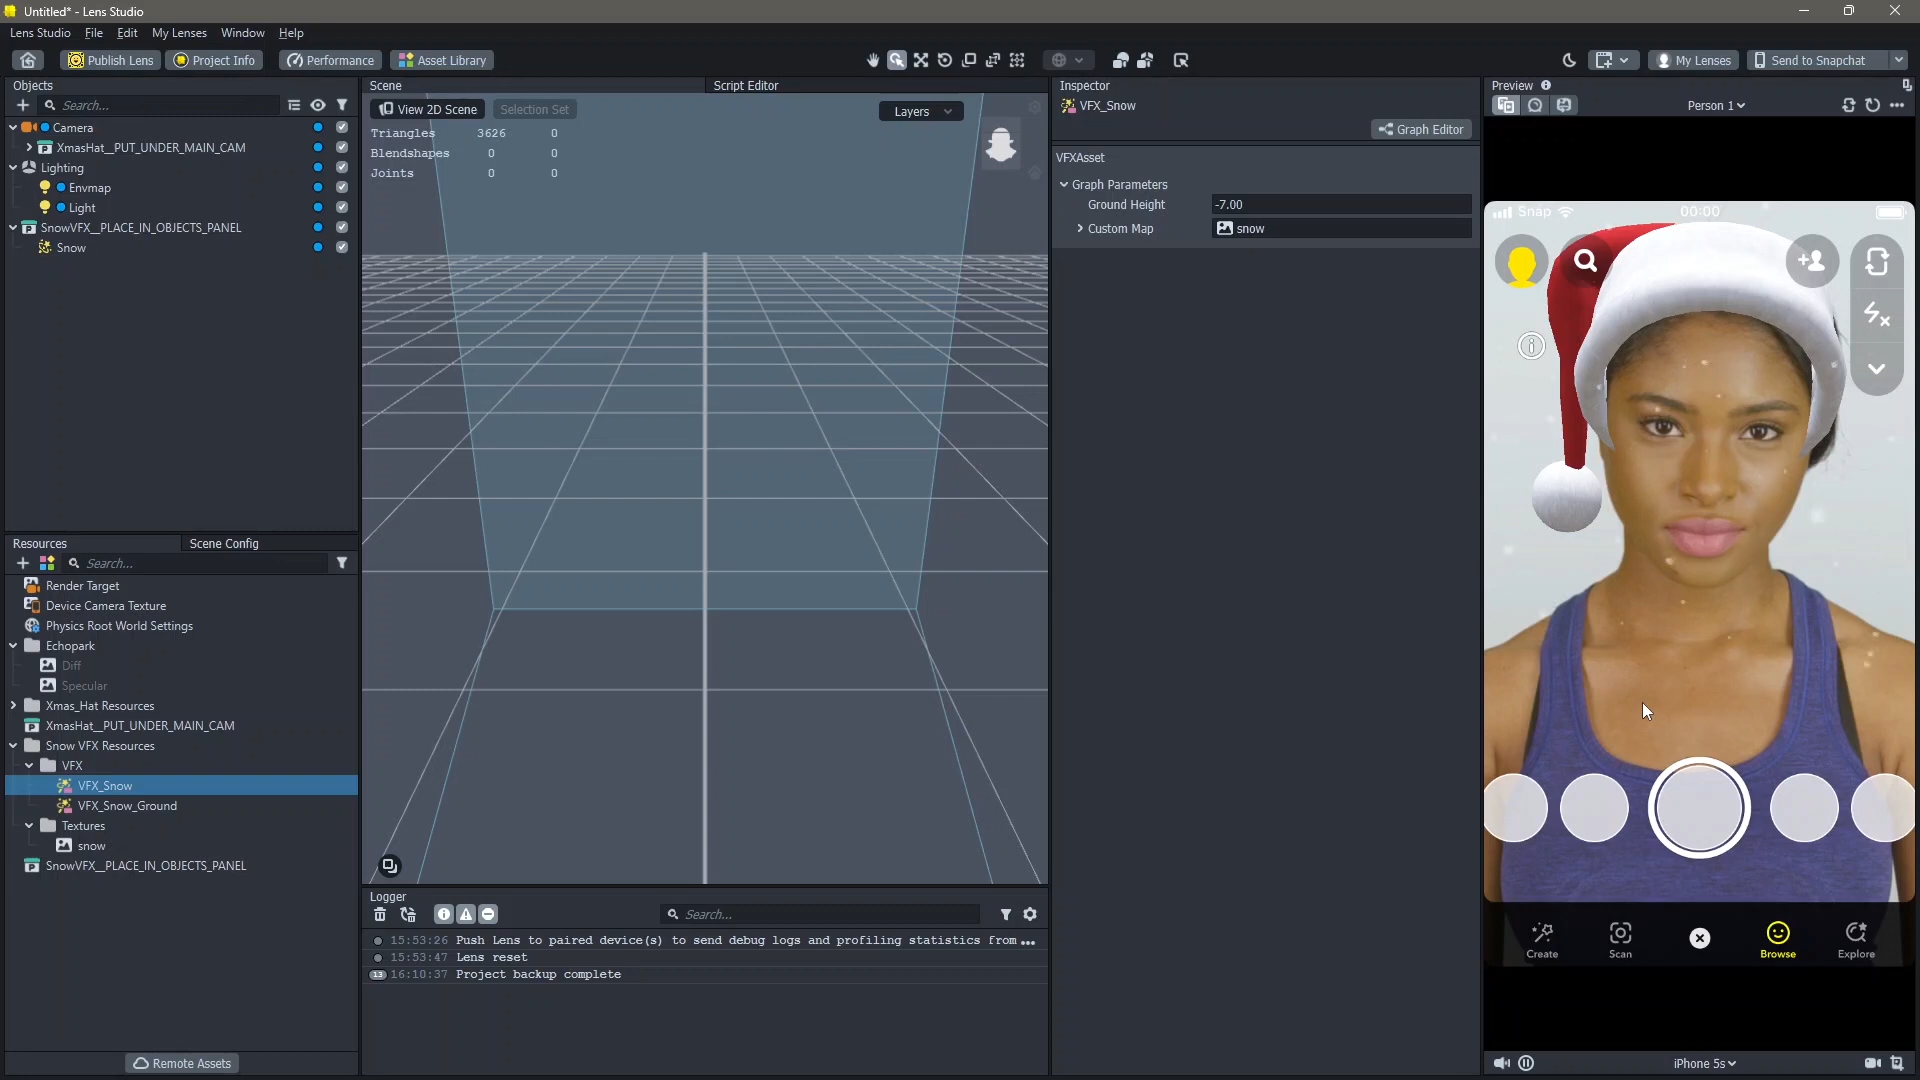 Untitled* - Lens Studio
Lens Studio File Edit My Lenses Window Help
Publish Lens Project Info Performance Asset Library My Lenses Send to Snapchat
Objects
Search...
Camera
XmasHat__PUT_UNDER_MAIN_CAM
Lighting
Envmap
Light
SnowVFX__PLACE_IN_OBJECTS_PANEL
Snow
Resources Scene Config
Search...
Render Target
Device Camera Texture
Physics Root World Settings
Echopark
Diff
Specular
Xmas_Hat Resources
XmasHat__PUT_UNDER_MAIN_CAM
Snow VFX Resources
VFX
VFX_Snow
VFX_Snow_Ground
Textures
snow
SnowVFX__PLACE_IN_OBJECTS_PANEL
Remote Assets
Scene Script Editor
View 2D Scene Selection Set Layers
Triangles 3626 0
Blendshapes 0 0
Joints 0 0
Logger
Search...
15:53:26 Push Lens to paired device(s) to send debug logs and profiling statistics from...
15:53:47 Lens reset
13 16:10:37 Project backup complete
Inspector
VFX_Snow
Graph Editor
VFXAsset
Graph Parameters
Ground Height -7.00
Custom Map snow
Preview
Person 1
Snap 00:00
Create Scan Browse Explore
iPhone 5s